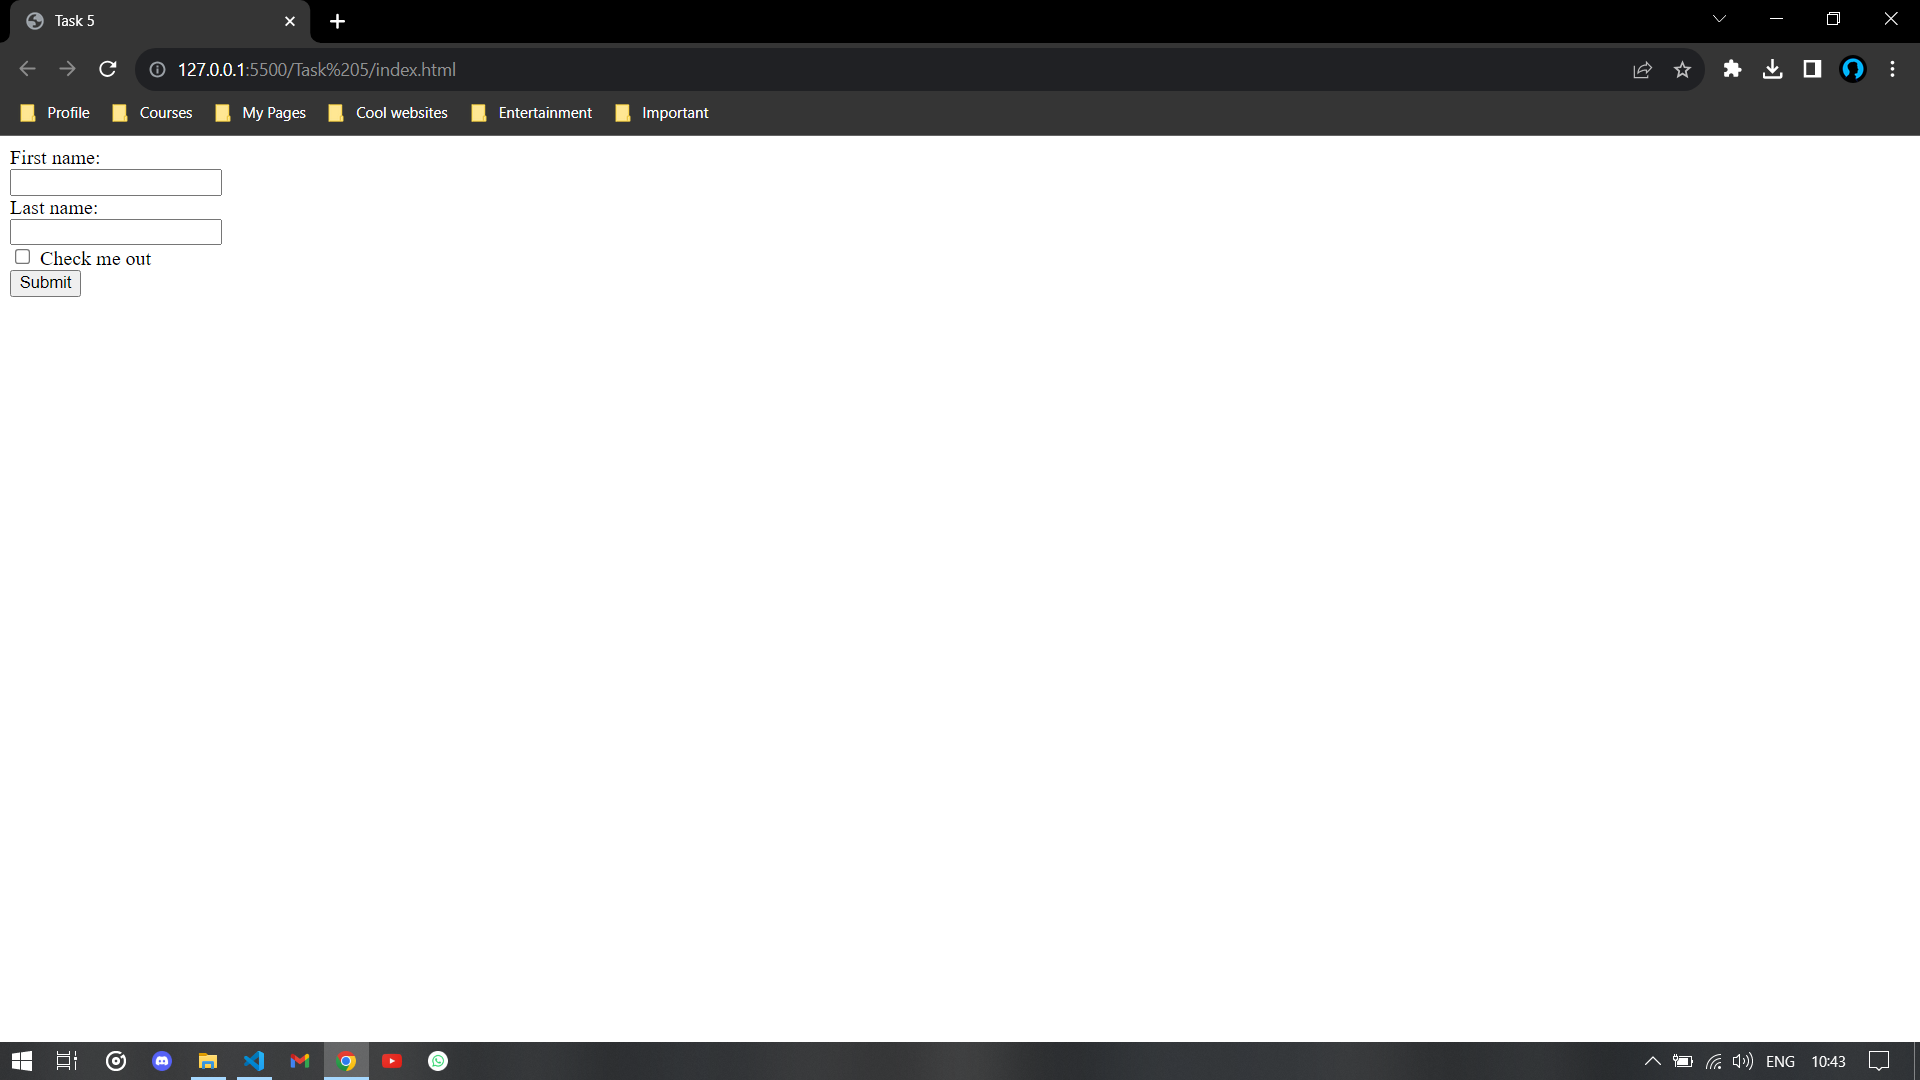 Task 5
127.0.0.1:5500/Task%205/index.html
Profile Courses My Pages Cool websites Entertainment Important
First name:
Last name:
Check me out
Submit
ENG 10:43